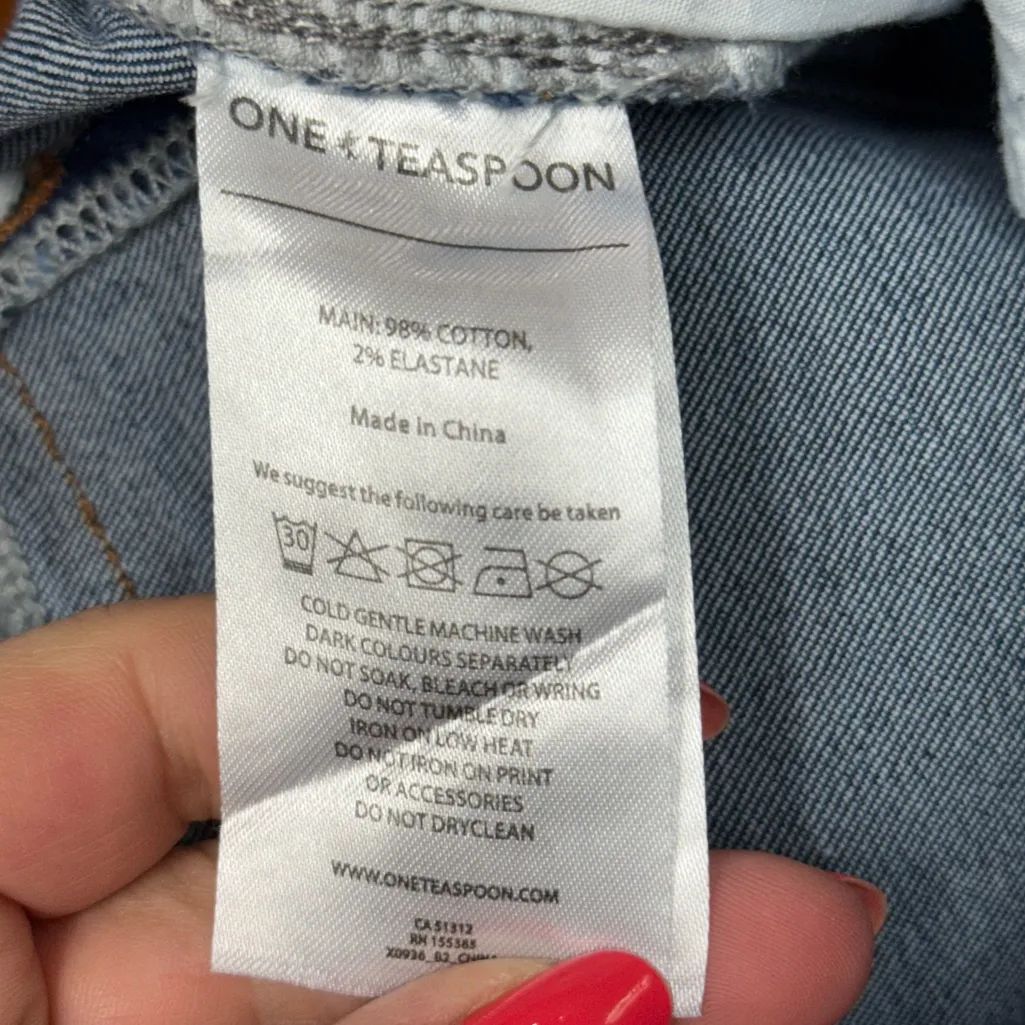 ONE TEASPOON
MAIN: 98% COTTON,
2% ELASTANE
Made in China
We suggest the following care be taken
30
COLD GENTLE MACHINE WASH
DARK COLOURS SEPARATELY
DO NOT SOAK, BLEACH OR WRING
DO NOT TUMBLE DRY
IRON ON LOW HEAT
DO NOT IRON ON PRINT
OR ACCESSORIES
DO NOT DRYCLEAN
WWW.ONETEASPOON.COM
CA 51312
RN 155385